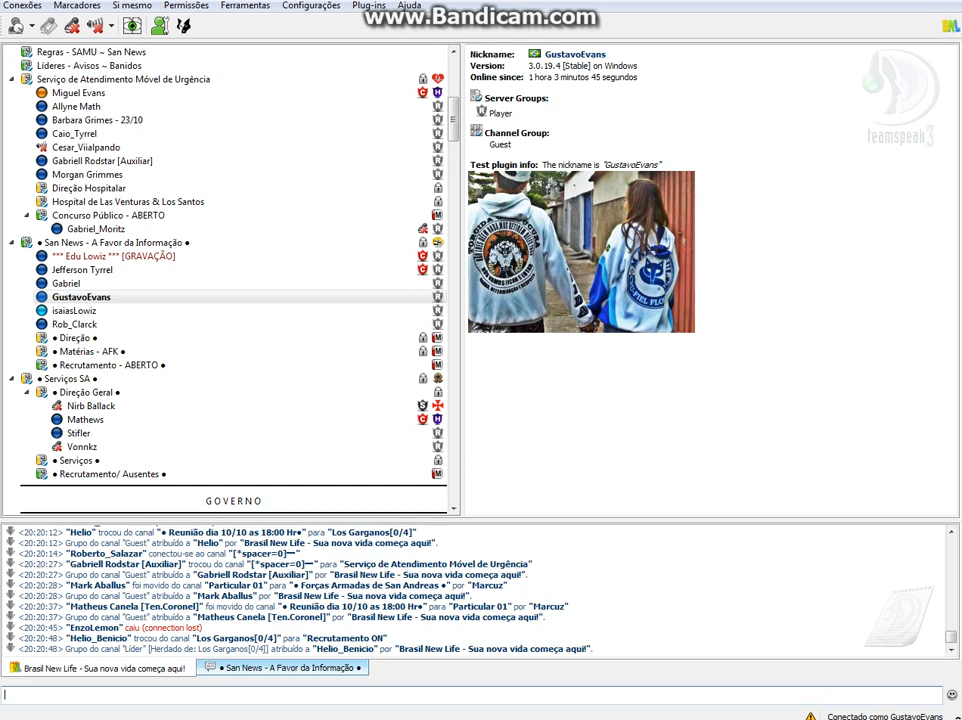 Conexões Marcadores Si mesmo Permissões Ferramentas Configurações Plug-ins Ajuda
www.Bandicam.com
Regras - SAMU ~ San News
Líderes - Avisos ~ Banidos
Serviço de Atendimento Móvel de Urgência
Miguel Evans
Allyne Math
Barbara Grimes - 23/10
Caio_Tyrrel
Cesar_Viialpando
Gabriell Rodstar [Auxiliar]
Morgan Grimmes
Direção Hospitalar
Hospital de Las Venturas & Los Santos
Concurso Público - ABERTO
Gabriel_Moritz
• San News - A Favor da Informação •
*** Edu Lowiz *** [GRAVAÇÃO]
Jefferson Tyrrel
Gabriel
GustavoEvans
isaiasLowiz
Rob_Clarck
• Direção •
• Matérias - AFK •
• Recrutamento - ABERTO •
• Serviços SA •
• Direção Geral •
Nirb Ballack
Mathews
Stifler
Vonnkz
• Serviços •
• Recrutamento/ Ausentes •
GOVERNO
Nickname: GustavoEvans
Version: 3.0.19.4 [Stable] on Windows
Online since: 1 hora 3 minutos 45 segundos
Server Groups:
Player
Channel Group:
Guest
Test plugin info: The nickname is "GustavoEvans"
teamspeak3
<20:20:12> "Helio" trocou do canal "• Reunião dia 10/10 as 18:00 Hr•" para "Los Garganos[0/4]"
<20:20:12> Grupo do canal "Guest" atribuído a "Helio" por "Brasil New Life - Sua nova vida começa aqui!".
<20:20:14> "Roberto_Salazar" conectou-se ao canal "[*spacer=0]━"
<20:20:27> "Gabriell Rodstar [Auxiliar]" trocou do canal "[*spacer=0]━" para "Serviço de Atendimento Móvel de Urgência"
<20:20:27> Grupo do canal "Guest" atribuído a "Gabriell Rodstar [Auxiliar]" por "Brasil New Life - Sua nova vida começa aqui!".
<20:20:28> "Mark Aballus" foi movido do canal "Particular 01" para "• Forças Armadas de San Andreas •" por "Marcuz"
<20:20:28> Grupo do canal "Guest" atribuído a "Mark Aballus" por "Brasil New Life - Sua nova vida começa aqui!".
<20:20:37> "Matheus Canela [Ten.Coronel]" foi movido do canal "• Reunião dia 10/10 as 18:00 Hr•" para "Particular 01" por "Marcuz"
<20:20:37> Grupo do canal "Guest" atribuído a "Matheus Canela [Ten.Coronel]" por "Brasil New Life - Sua nova vida começa aqui!".
<20:20:45> "EnzoLemon" caiu (connection lost)
<20:20:48> "Helio_Benicio" trocou do canal "Los Garganos[0/4]" para "Recrutamento ON"
<20:20:48> Grupo do canal "Líder" [Herdado de: Los Garganos[0/4]] atribuído a "Helio_Benicio" por "Brasil New Life - Sua nova vida começa aqui!".
Brasil New Life - Sua nova vida começa aqui! • San News - A Favor da Informação •
Conectado como GustavoEvans